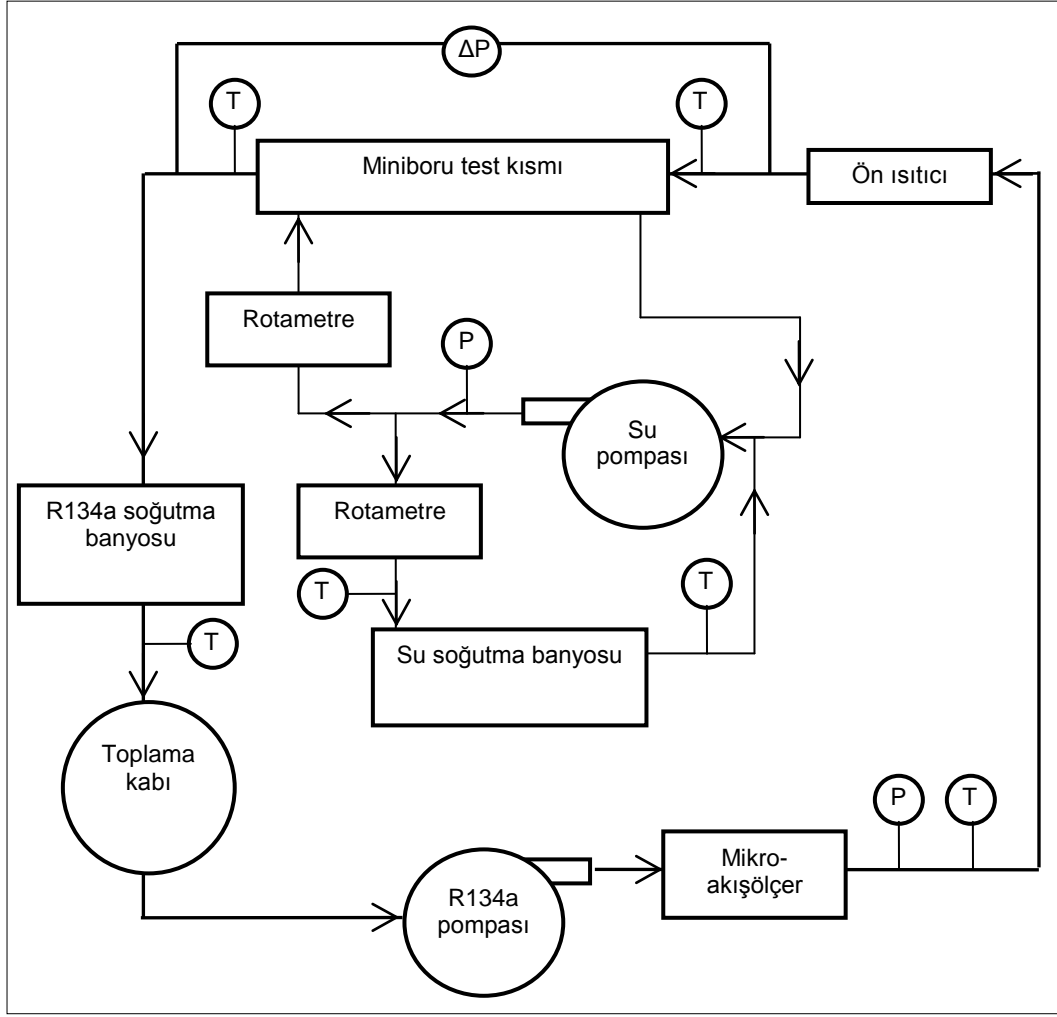 ΔP
T
T
Miniboru test kısmı
Ön ısıtıcı
Rotametre
P
Su
pompası
R134a soğutma
banyosu
Rotametre
T
T
T
Su soğutma banyosu
Toplama
kabı
P
T
Mikro-
akışölçer
R134a
pompası